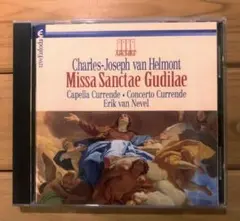 Charles-Joseph van Helmont
Missa Sanctae Gudilae
Capella Currende • Concerto Currende
Erik van Nevel